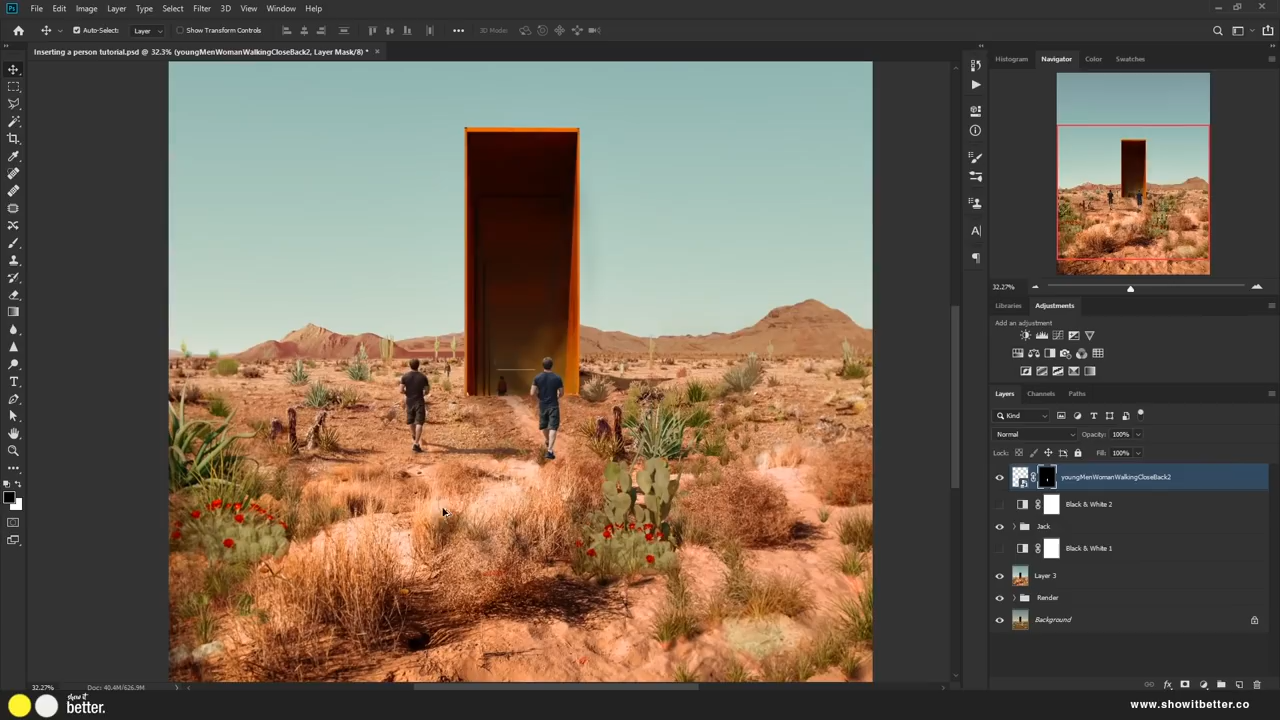 Ps File Edit Image Layer Type Select Filter 3D View Window Help
Auto-Select: Layer Show Transform Controls 3D Mode:
Inserting a person tutorial.psd @ 32.3% (youngMenWomanWalkingCloseBack2, Layer Mask/8) *
Histogram Navigator Color Swatches
32.27%
Libraries Adjustments
Add an adjustment
Layers Channels Paths
Kind
Normal Opacity: 100%
Lock: Fill: 100%
youngMenWomanWalkingCloseBack2
Black & White 2
Jack
Black & White 1
Layer 3
Render
Background
32.27% Doc: 40.4M/626.9M
show it
better.
www.showitbetter.co